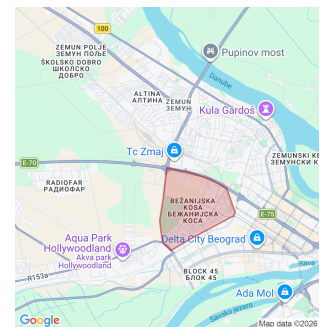 100
ZEMUN POLJE
ЗЕМУН ПОЉЕ
ŠKOLSKO DOBRO
ШКОЛСКО
ДОБРО
Pupinov most
Danube
ALTINA
АЛТИНА
ZEMUN
ЗЕМУН
Kula Gardoš
Tc Zmaj
ZEMUNSKI
ЗЕМУНСКИ
E-70
RADIOFAR
РАДИОФАР
BEŽANIJSKA
KOSA
БЕЖАНИЈСКА
КОСА
E-75
Aqua Park
Hollywoodland
Akva park
Hollywoodland
Delta City Beograd
R153a
BLOCK 45
БЛОК 45
Sava
Ada Mol
Savsko jezero
Google
Map data ©2026